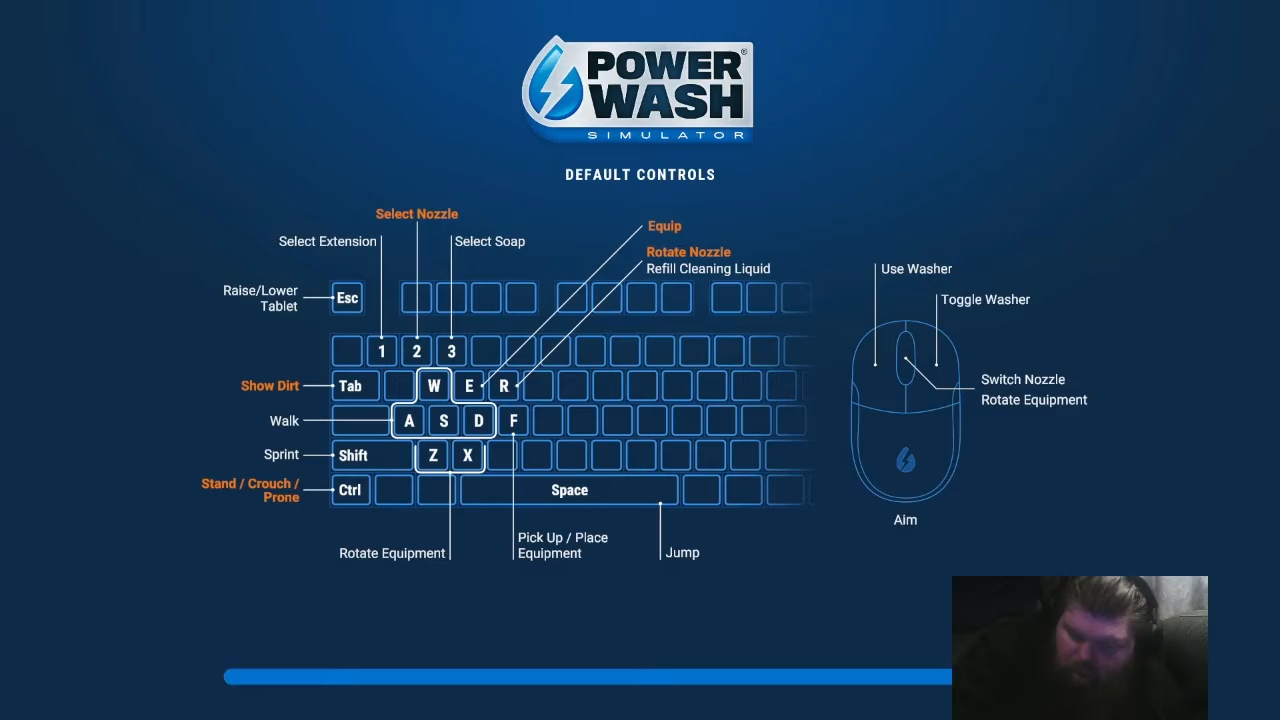 POWER®
WASH
SIMULATOR
DEFAULT CONTROLS
Select Nozzle
Select Extension
Select Soap
Equip
Rotate Nozzle
Refill Cleaning Liquid
Use Washer
Toggle Washer
Raise/Lower
Tablet
Esc
1 2 3
Show Dirt
Tab W E R
Switch Nozzle
Rotate Equipment
Walk
A S D F
Sprint
Shift Z X
Stand / Crouch /
Prone
Ctrl Space
Aim
Rotate Equipment
Pick Up / Place
Equipment
Jump